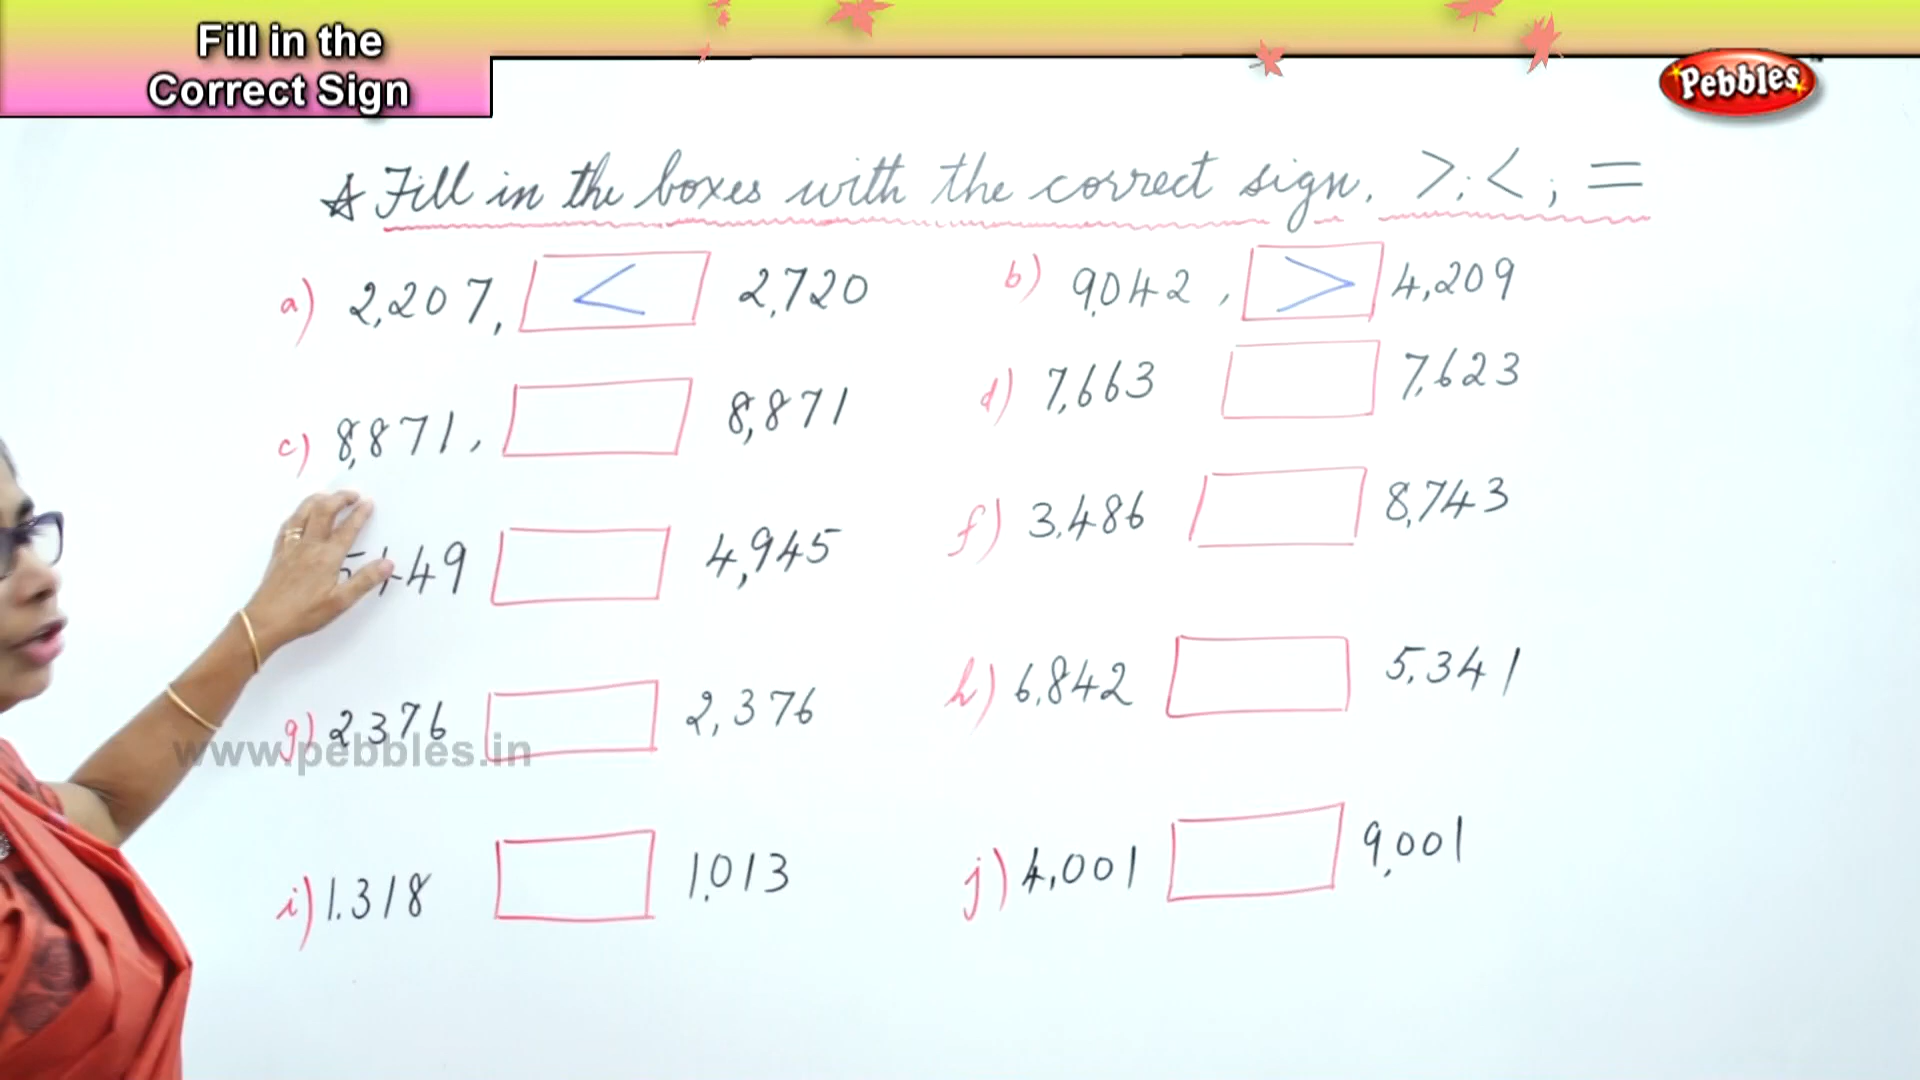 Fill in the
Correct Sign
Pebbles
☆ Fill in the boxes with the correct sign. >; < ; =
a) 2,207, < 2,720
b) 9,042, > 4,209
c) 8,871, 8,871
d) 7,663 7,623
49 4,945
f) 3.486 8,743
g) 2376 2,376
h) 6.842 5,341
www.pebbles.in
i) 1.318 1,013
j) 4,001 9,001